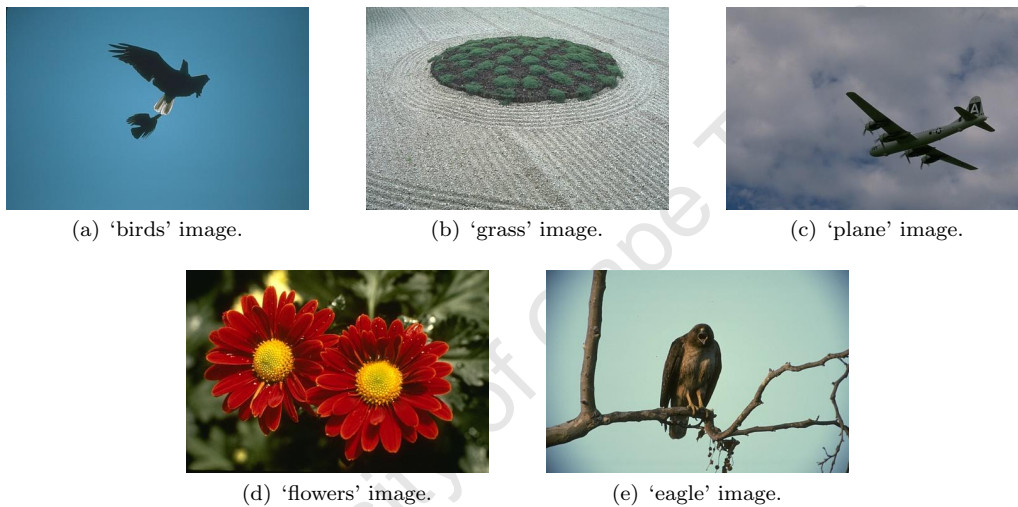 (a) ‘birds’ image.
(b) ‘grass’ image.
(c) ‘plane’ image.
(d) ‘flowers’ image.
(e) ‘eagle’ image.